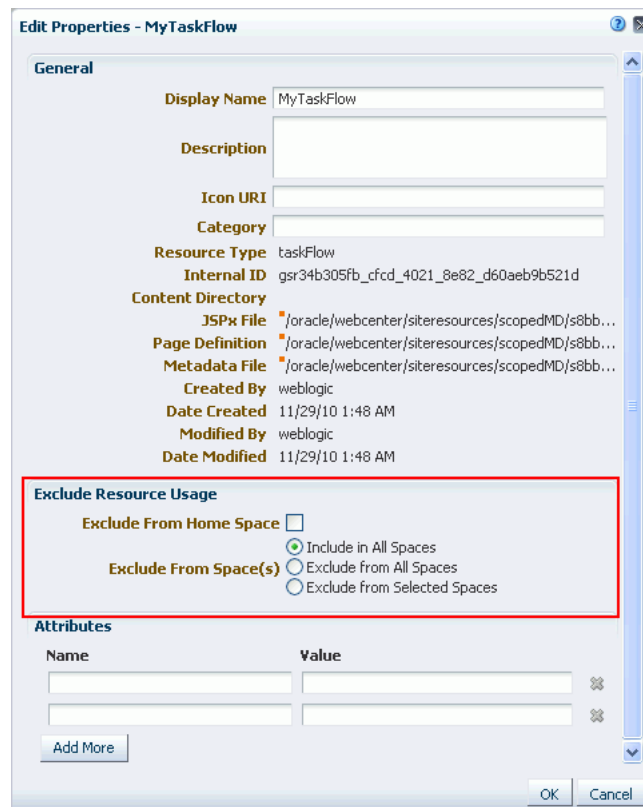 Edit Properties - MyTaskFlow
General
Display Name MyTaskFlow
Description
Icon URI
Category
Resource Type taskFlow
Internal ID gsr34b305fb_cfcd_4021_8e82_d60aeb9b521d
Content Directory
JSPx File "/oracle/webcenter/siteresources/scopedMD/s8bb...
Page Definition "/oracle/webcenter/siteresources/scopedMD/s8bb...
Metadata File "/oracle/webcenter/siteresources/scopedMD/s8bb...
Created By weblogic
Date Created 11/29/10 1:48 AM
Modified By weblogic
Date Modified 11/29/10 1:48 AM
Exclude Resource Usage
Exclude From Home Space
Include in All Spaces
Exclude From Space(s) Exclude from All Spaces
Exclude from Selected Spaces
Attributes
Name Value
Add More
OK Cancel